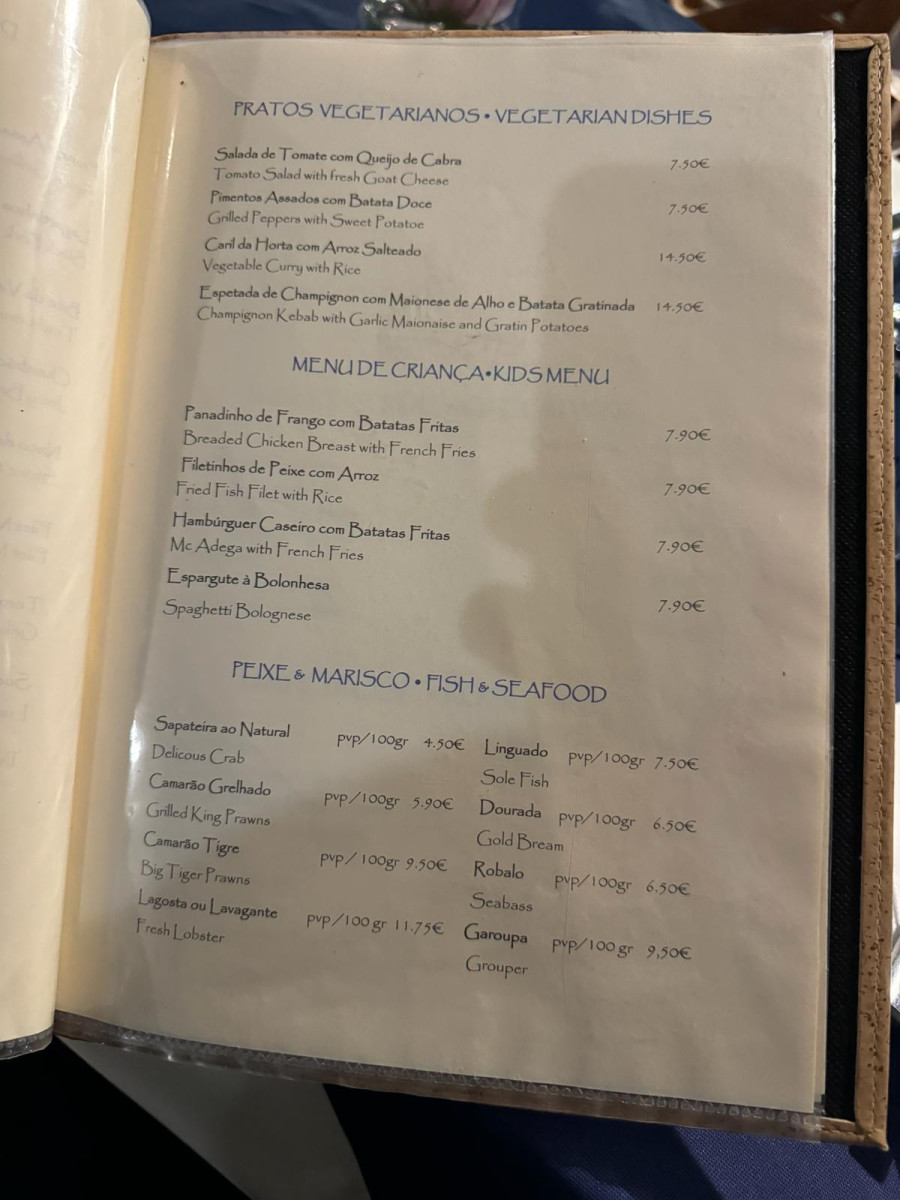 PRATOS VEGETARIANOS • VEGETARIAN DISHES
Salada de Tomate com Queijo de Cabra 7.50€
Tomato Salad with fresh Goat Cheese
Pimentos Assados com Batata Doce 7.50€
Grilled Peppers with Sweet Potatoe
Caril da Horta com Arroz Salteado 14.50€
Vegetable Curry with Rice
Espetada de Champignon com Maionese de Alho e Batata Gratinada 14.50€
Champignon Kebab with Garlic Maionaise and Gratin Potatoes
MENU DE CRIANÇA • KIDS MENU
Panadinho de Frango com Batatas Fritas 7.90€
Breaded Chicken Breast with French Fries
Filetinhos de Peixe com Arroz 7.90€
Fried Fish Filet with Rice
Hambúrguer Caseiro com Batatas Fritas 7.90€
Mc Adega with French Fries
Espargute à Bolonhesa
Spaghetti Bolognese 7.90€
PEIXE & MARISCO • FISH & SEAFOOD
Sapateira ao Natural pvp/100gr 4.50€
Delicous Crab
Camarão Grelhado pvp/100gr 5.90€
Grilled King Prawns
Camarão Tigre pvp/100gr 9.50€
Big Tiger Prawns
Lagosta ou Lavagante pvp/100 gr 11.75€
Fresh Lobster
Linguado pvp/100gr 7.50€
Sole Fish
Dourada pvp/100gr 6.50€
Gold Bream
Robalo pvp/100gr 6.50€
Seabass
Garoupa pvp/100 gr 9,50€
Grouper